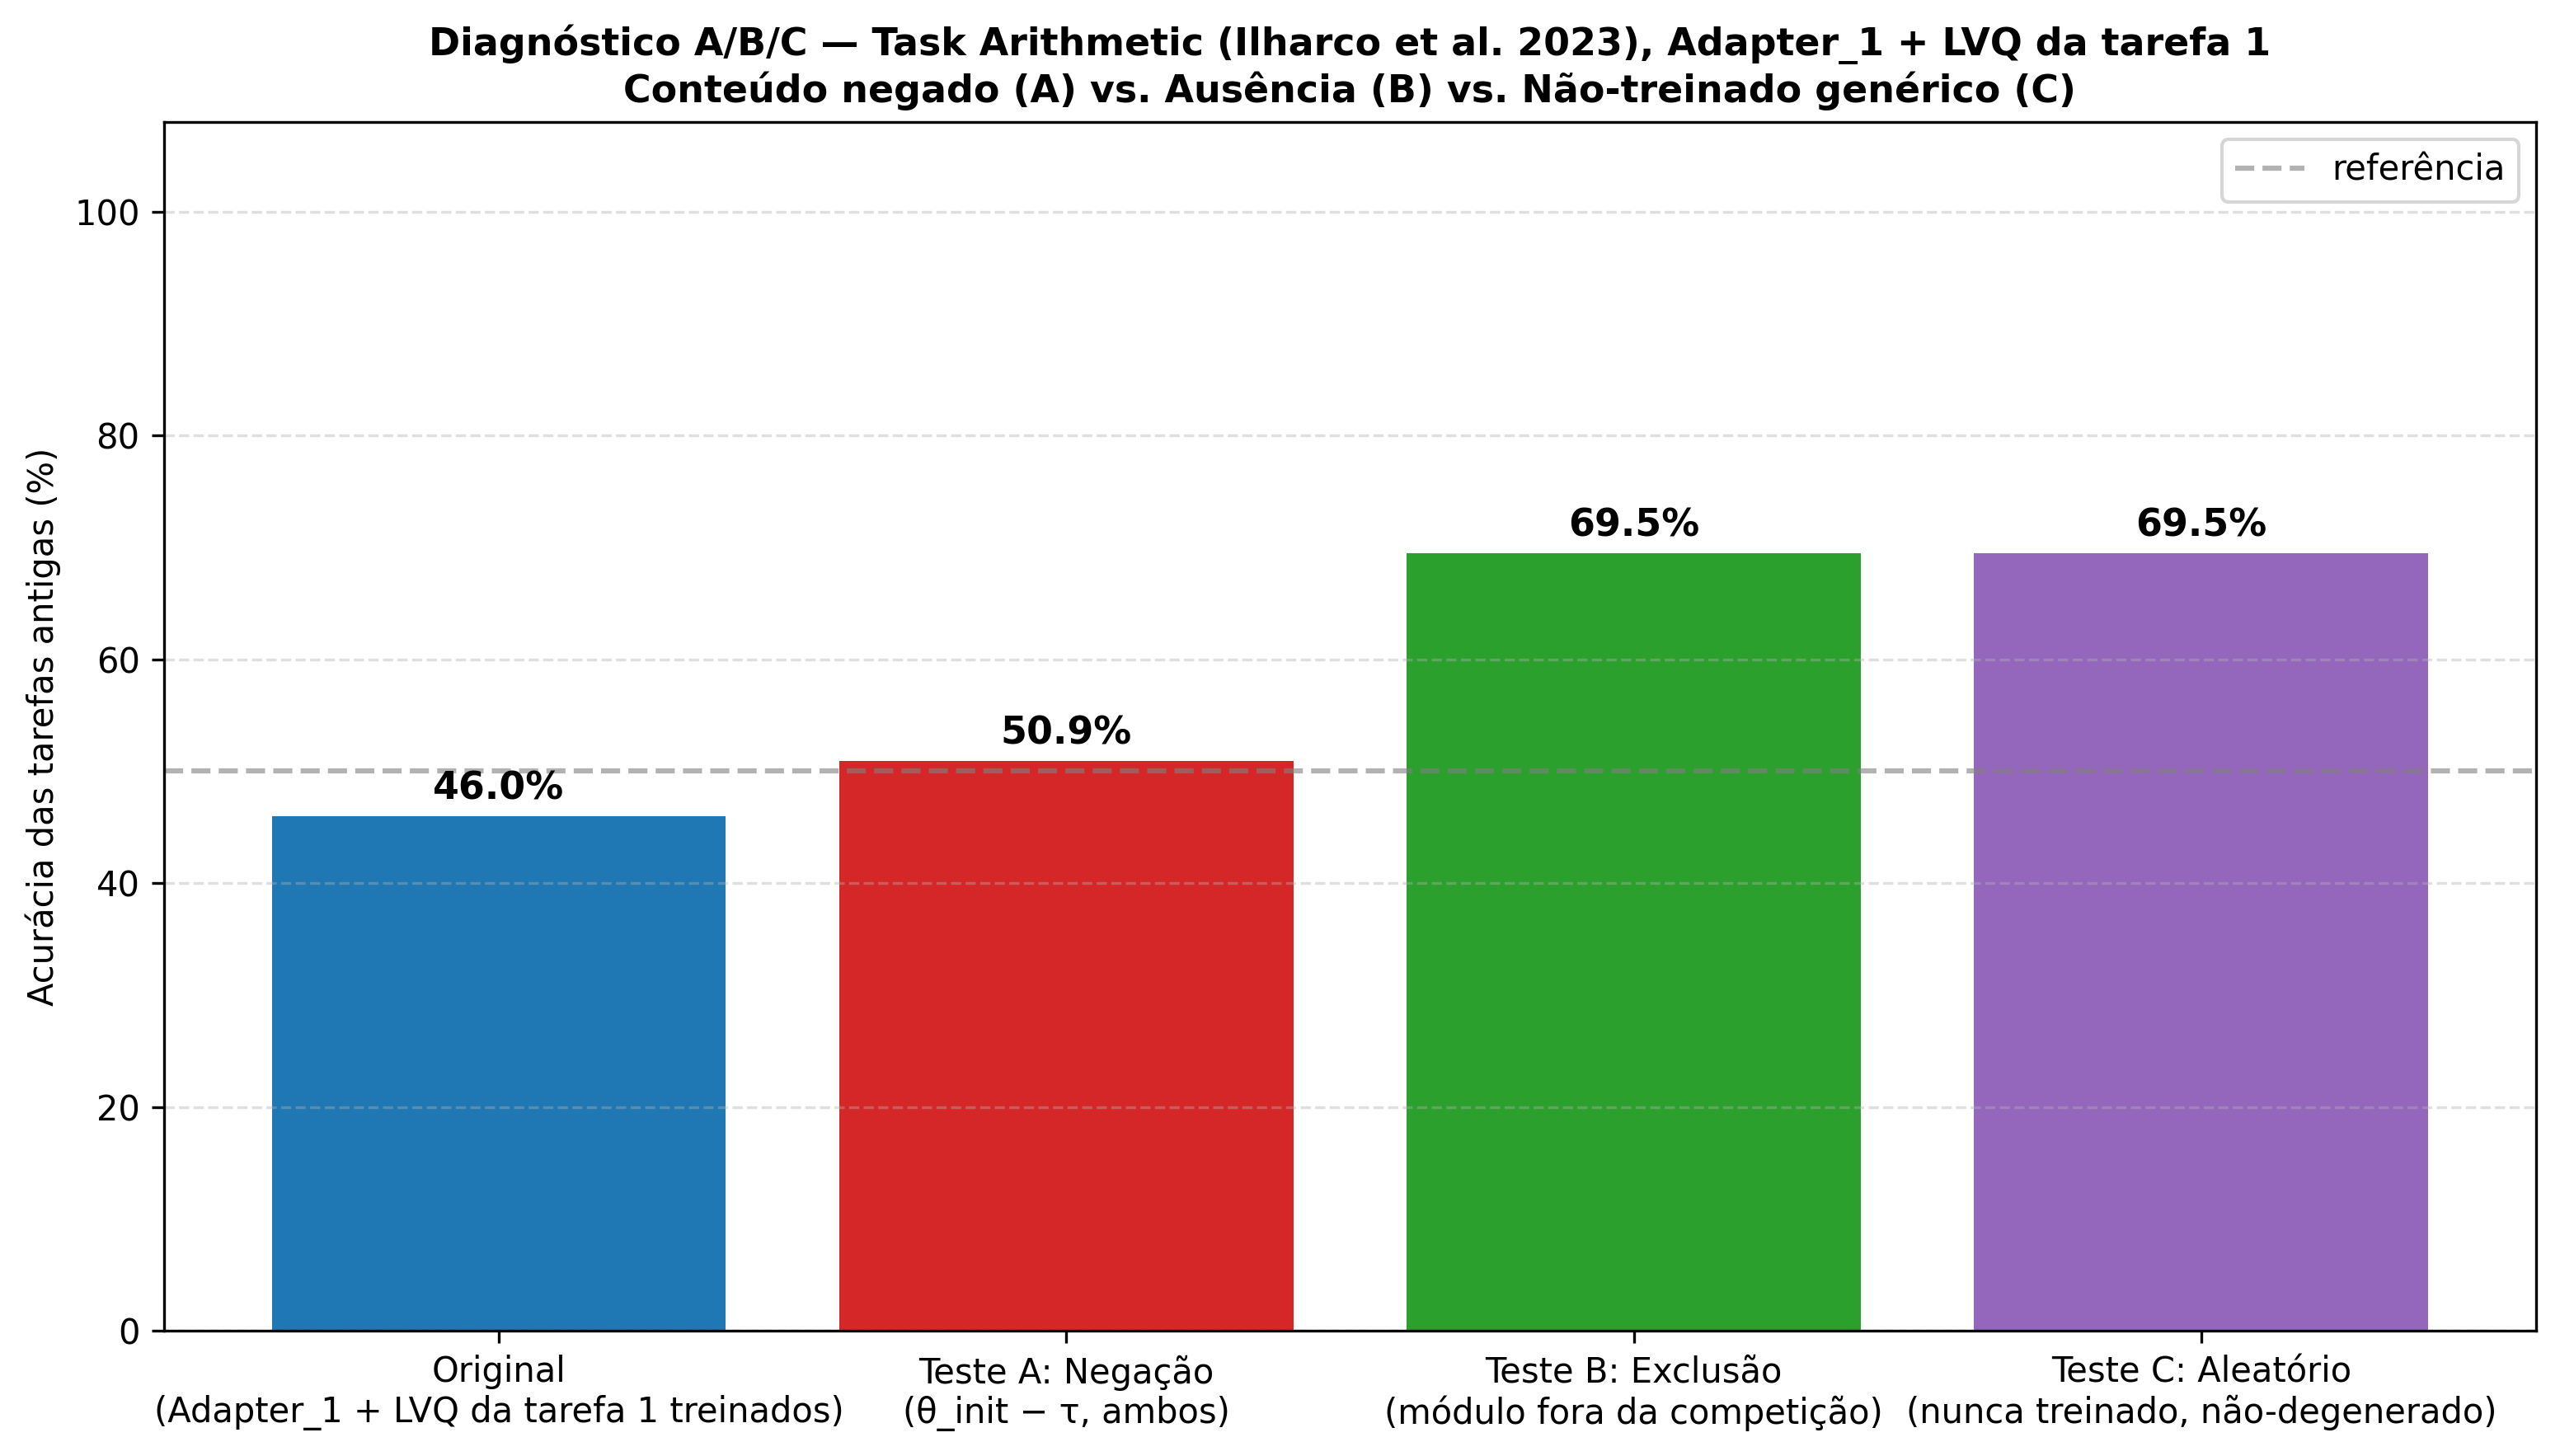 Diagnóstico A/B/C — Task Arithmetic (Ilharco et al. 2023), Adapter_1 + LVQ da tarefa 1
Conteúdo negado (A) vs. Ausência (B) vs. Não-treinado genérico (C)
referência
Acurácia das tarefas antigas (%)
100
80
60
40
20
0
46.0%
50.9%
69.5%
69.5%
Original
(Adapter_1 + LVQ da tarefa 1 treinados)
Teste A: Negação
(θ_init − τ, ambos)
Teste B: Exclusão
(módulo fora da competição)
Teste C: Aleatório
(nunca treinado, não-degenerado)